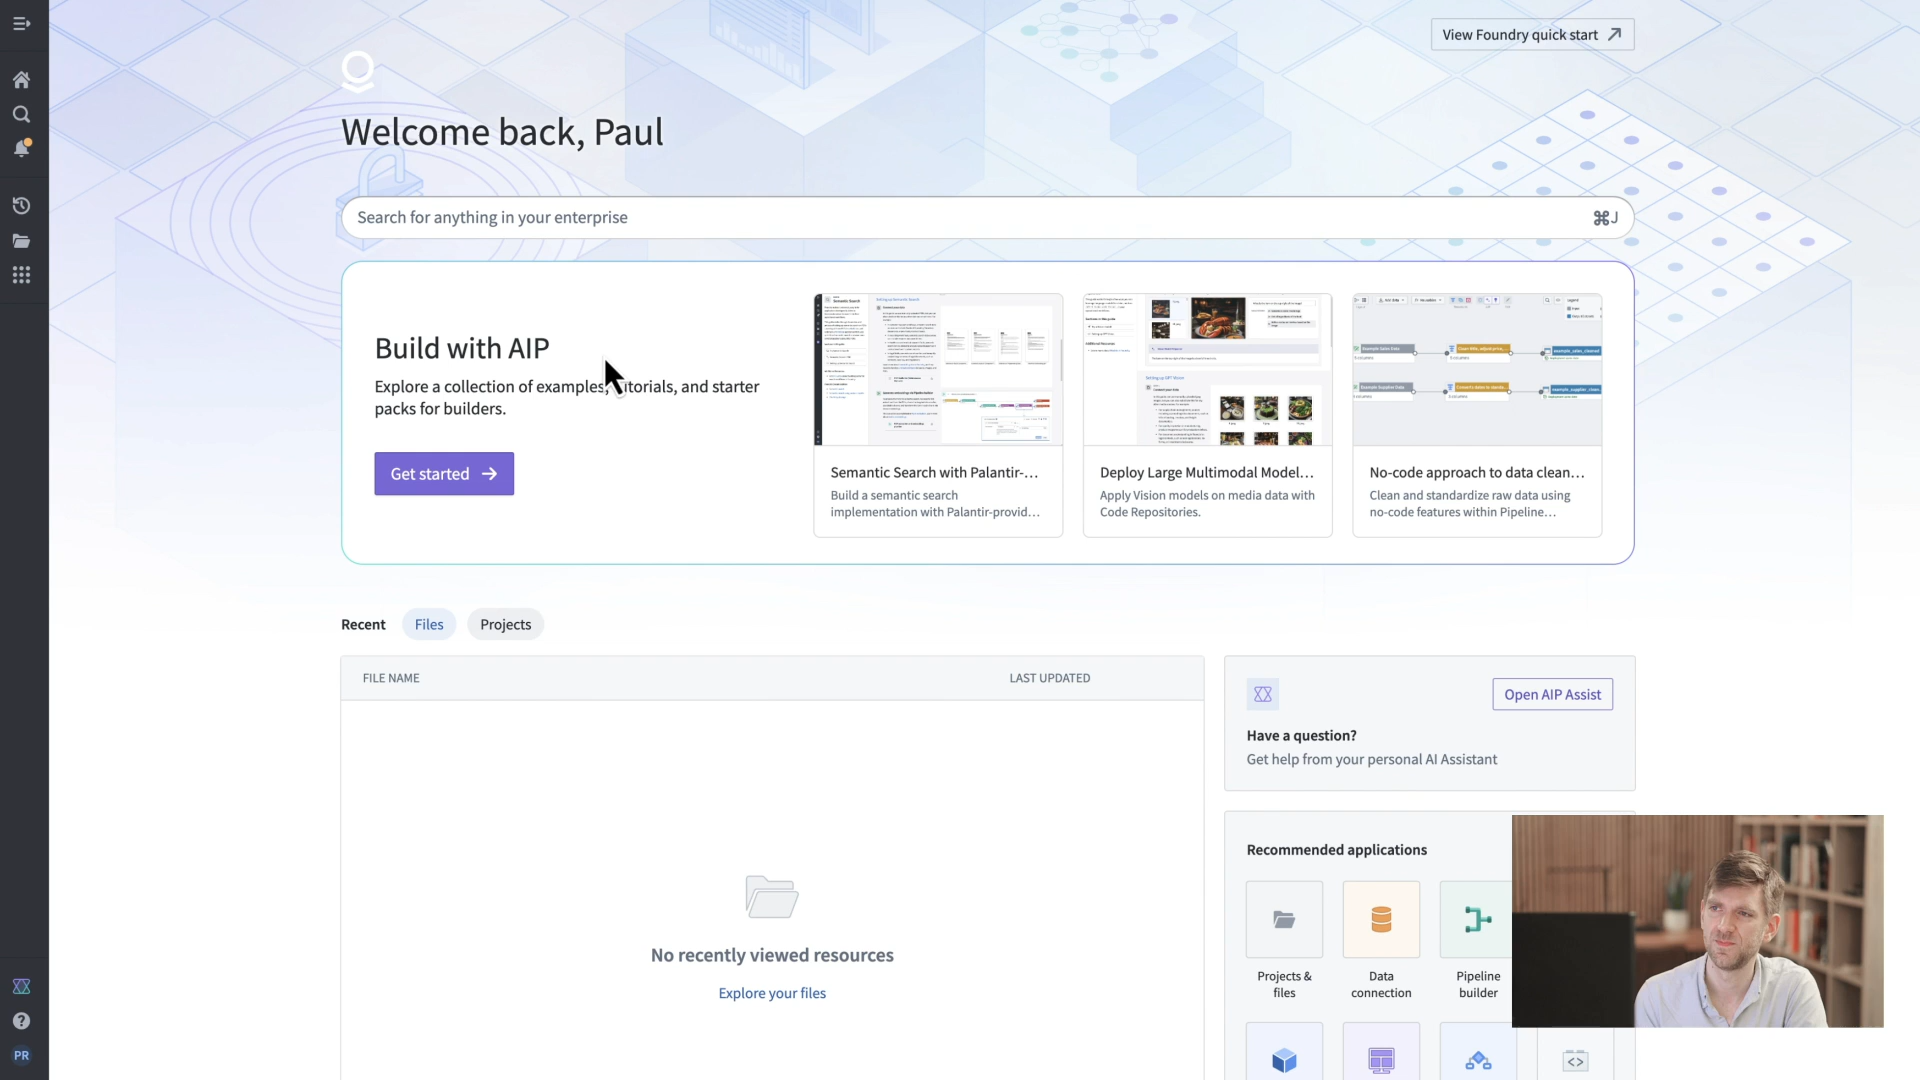 View Foundry quick start
Welcome back, Paul
Search for anything in your enterprise
⌘J
Build with AIP
Explore a collection of examples, tutorials, and starter
packs for builders.
Get started
Semantic Search with Palantir-...
Build a semantic search
implementation with Palantir-provid...
Deploy Large Multimodal Model...
Apply Vision models on media data with
Code Repositories.
No-code approach to data clean...
Clean and standardize raw data using
no-code features within Pipeline...
Recent
Files
Projects
FILE NAME
LAST UPDATED
No recently viewed resources
Explore your files
Open AIP Assist
Have a question?
Get help from your personal AI Assistant
Recommended applications
Projects &
files
Data
connection
Pipeline
builder
PR